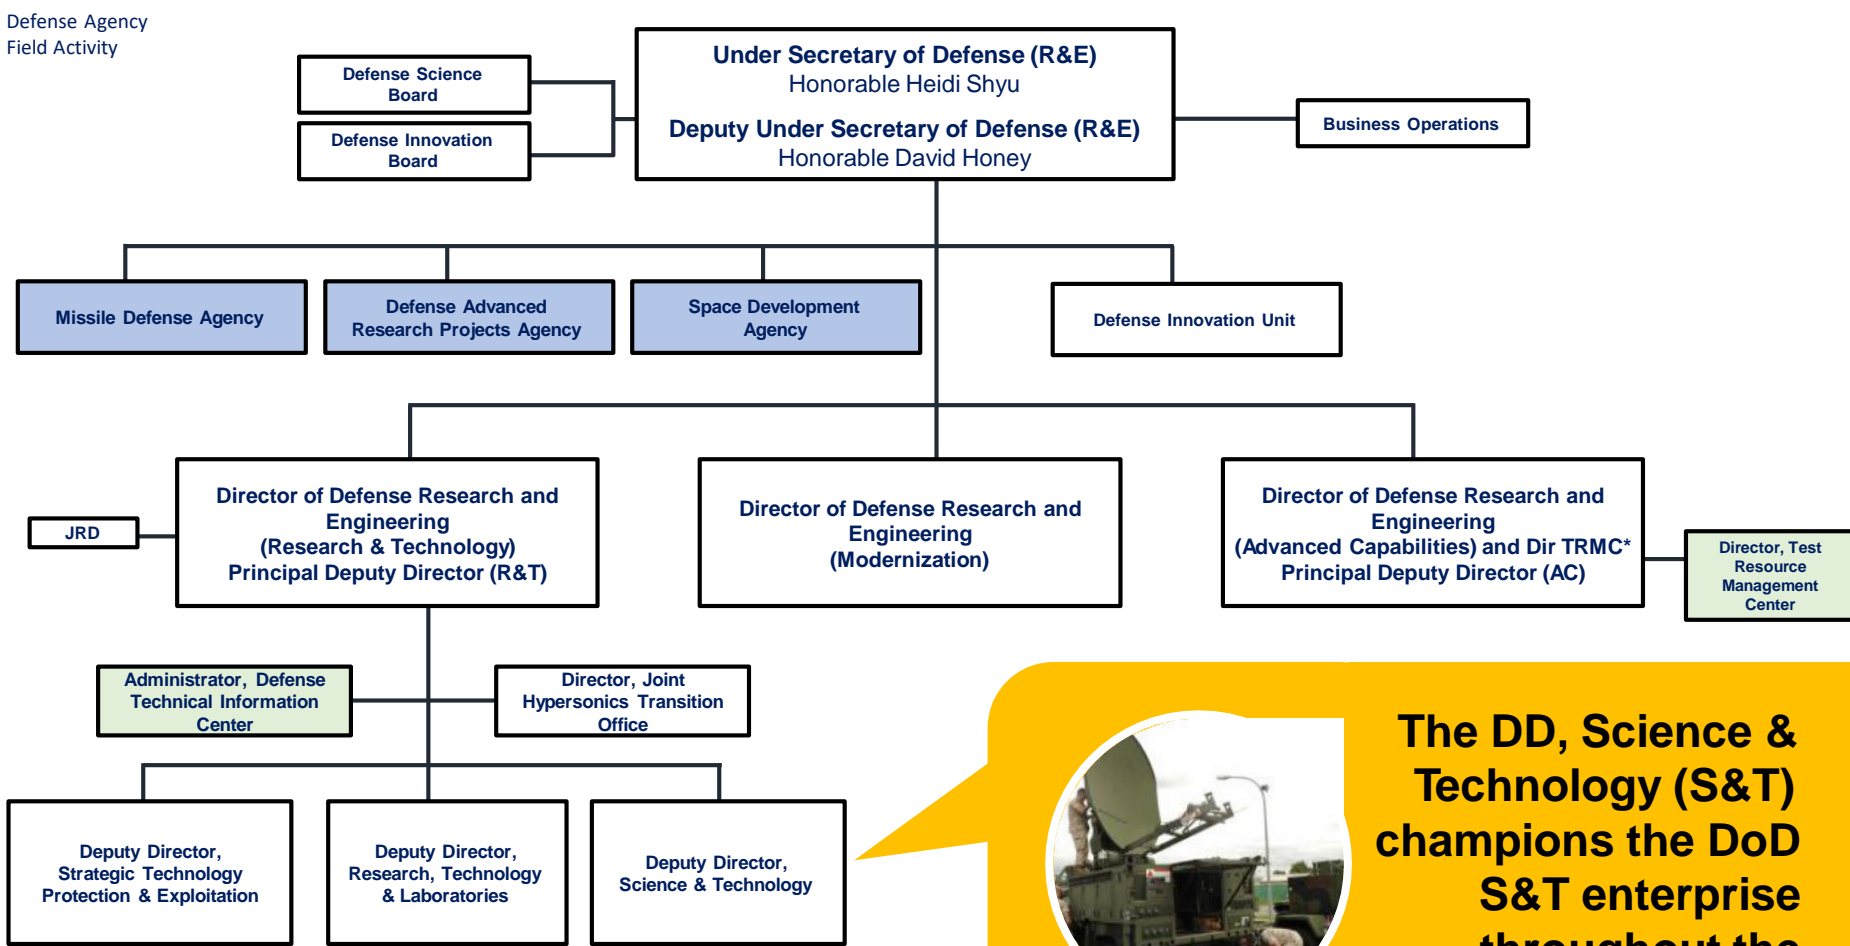 Defense Agency
Field Activity
Under Secretary of Defense (R&E)
Honorable Heidi Shyu
Deputy Under Secretary of Defense (R&E)
Honorable David Honey
Defense Science
Board
Defense Innovation
Board
Business Operations
Missile Defense Agency
Defense Advanced
Research Projects Agency
Space Development
Agency
Defense Innovation Unit
JRD
Director of Defense Research and
Engineering
(Research & Technology)
Principal Deputy Director (R&T)
Director of Defense Research and
Engineering
(Modernization)
Director of Defense Research and
Engineering
(Advanced Capabilities) and Dir TRMC*
Principal Deputy Director (AC)
Director, Test
Resource
Management
Center
Administrator, Defense
Technical Information
Center
Director, Joint
Hypersonics Transition
Office
Deputy Director,
Strategic Technology
Protection & Exploitation
Deputy Director,
Research, Technology
& Laboratories
Deputy Director,
Science & Technology
The DD, Science &
Technology (S&T)
champions the DoD
S&T enterprise
throughout the